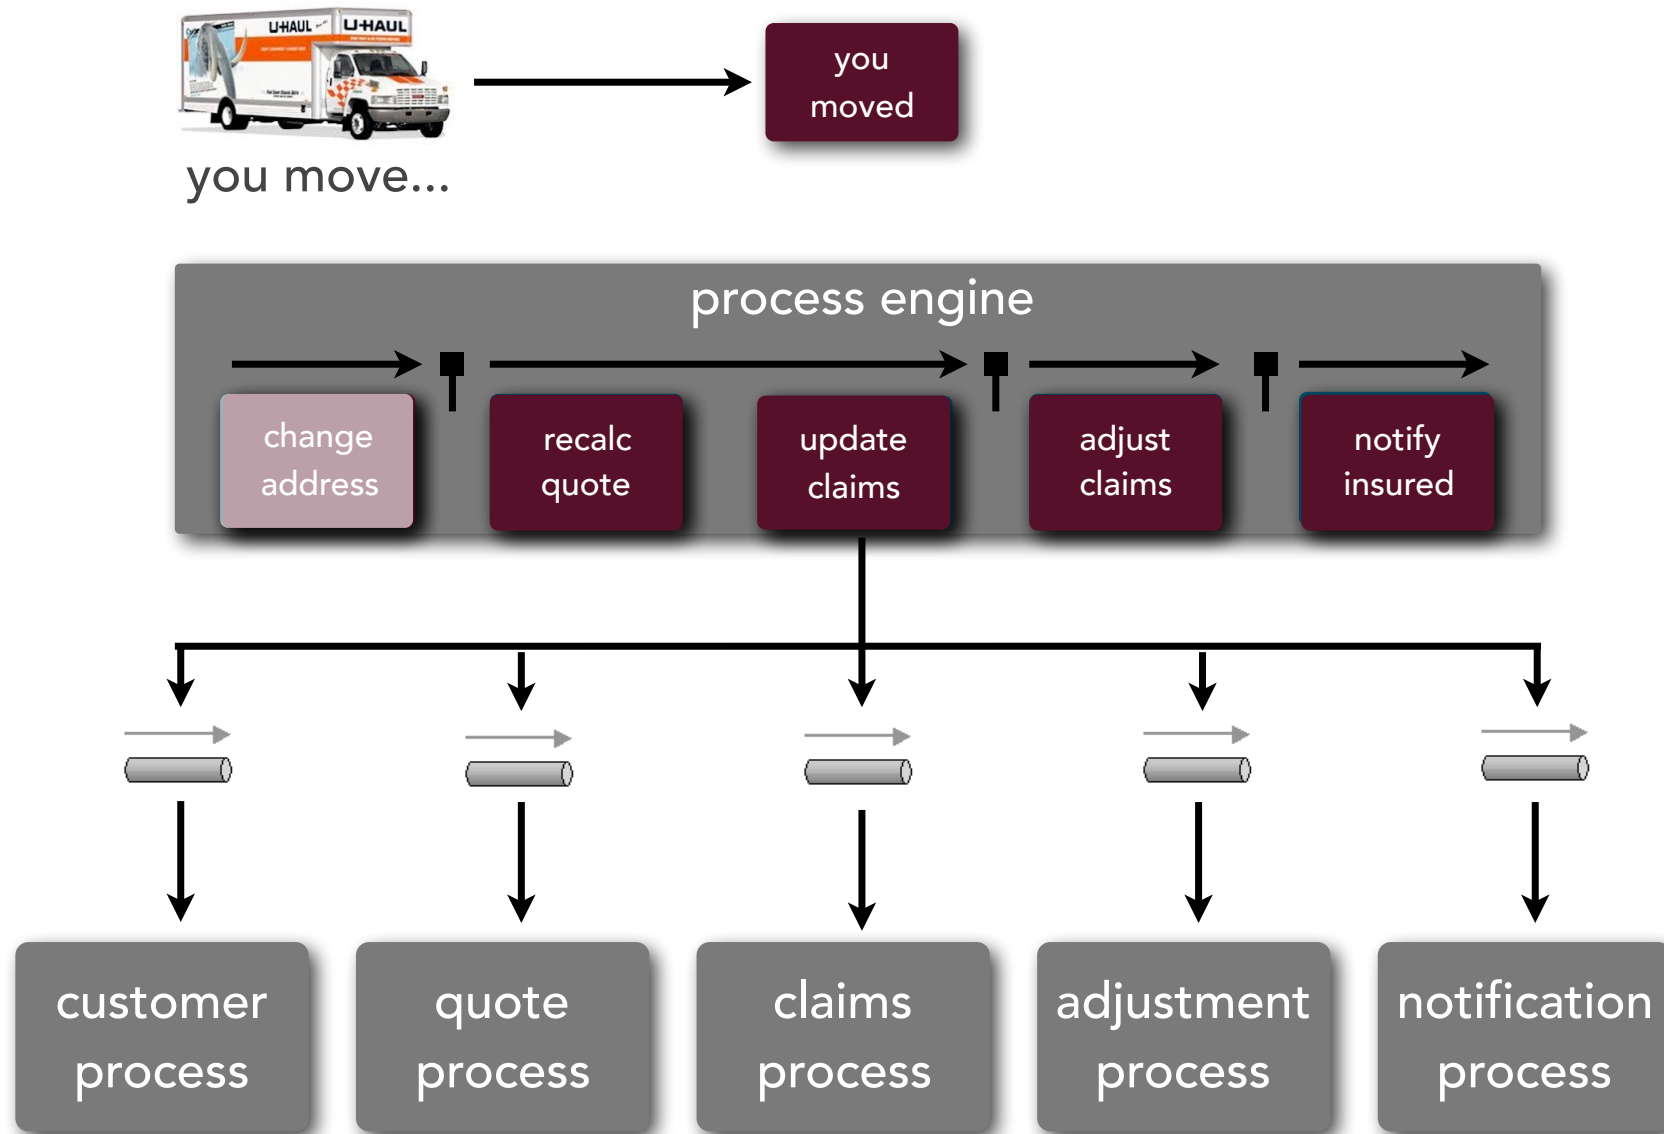 U-HAUL U-HAUL
you
moved
you move...
process engine
change
address
recalc
quote
update
claims
adjust
claims
notify
insured
customer
process
quote
process
claims
process
adjustment
process
notification
process